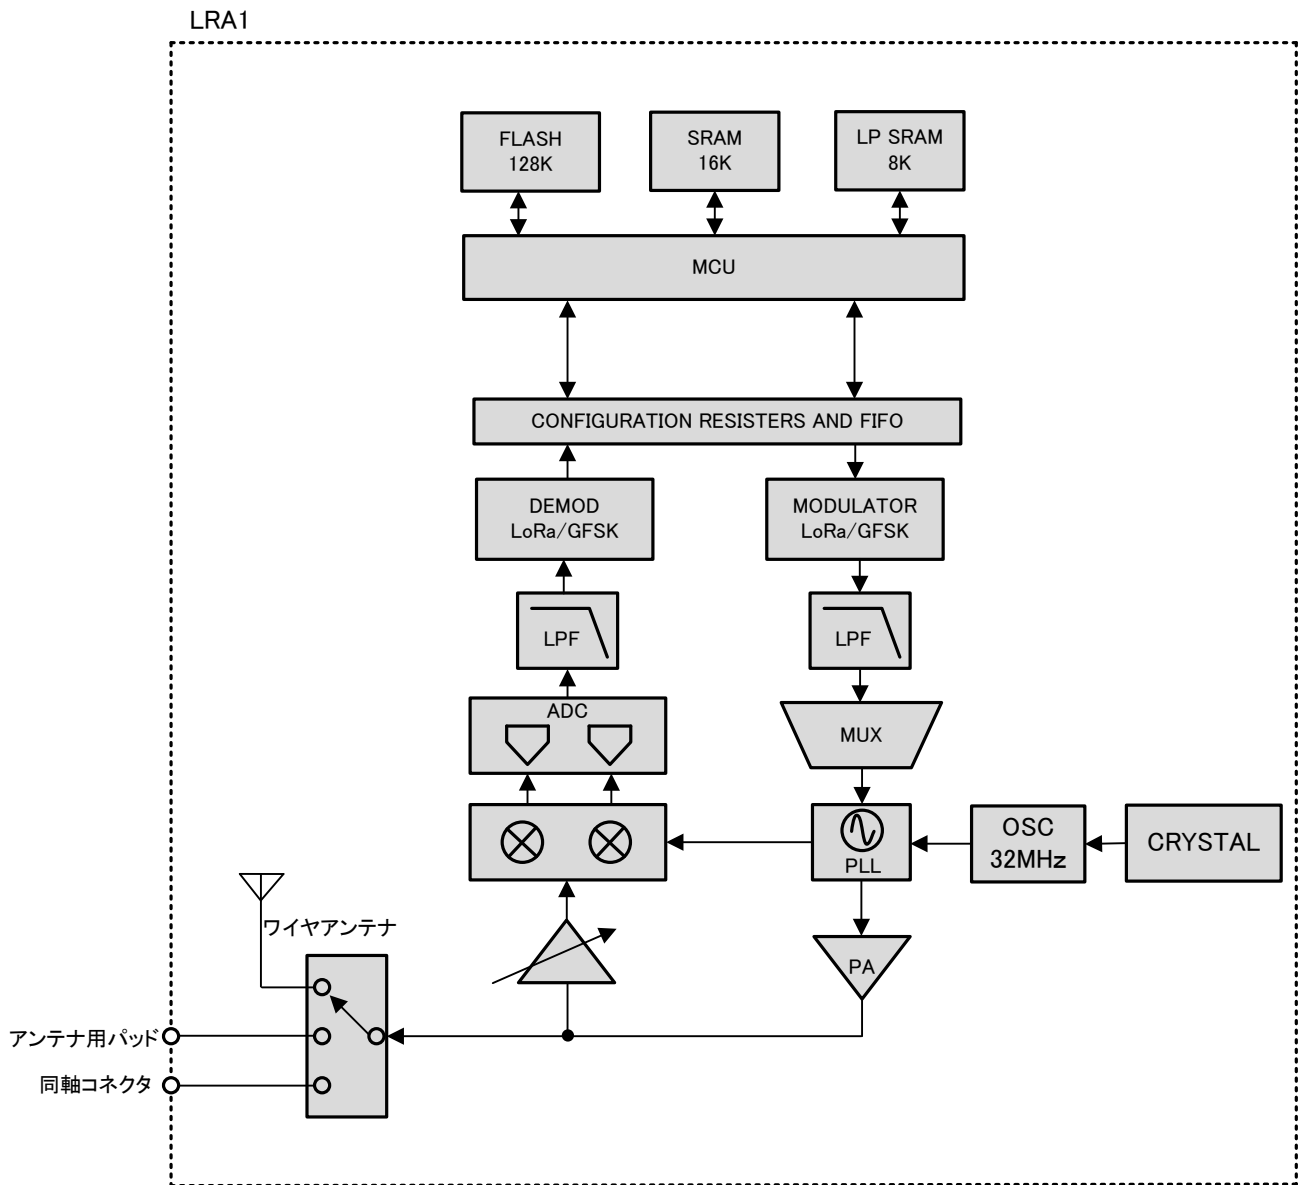 LRA1
FLASH
128K
SRAM
16K
LP SRAM
8K
MCU
CONFIGURATION RESISTERS AND FIFO
DEMOD
LoRa/GFSK
MODULATOR
LoRa/GFSK
LPF
LPF
ADC
MUX
PLL
OSC
32MHz
CRYSTAL
ワイヤアンテナ
PA
アンテナ用パッド
同軸コネクタ